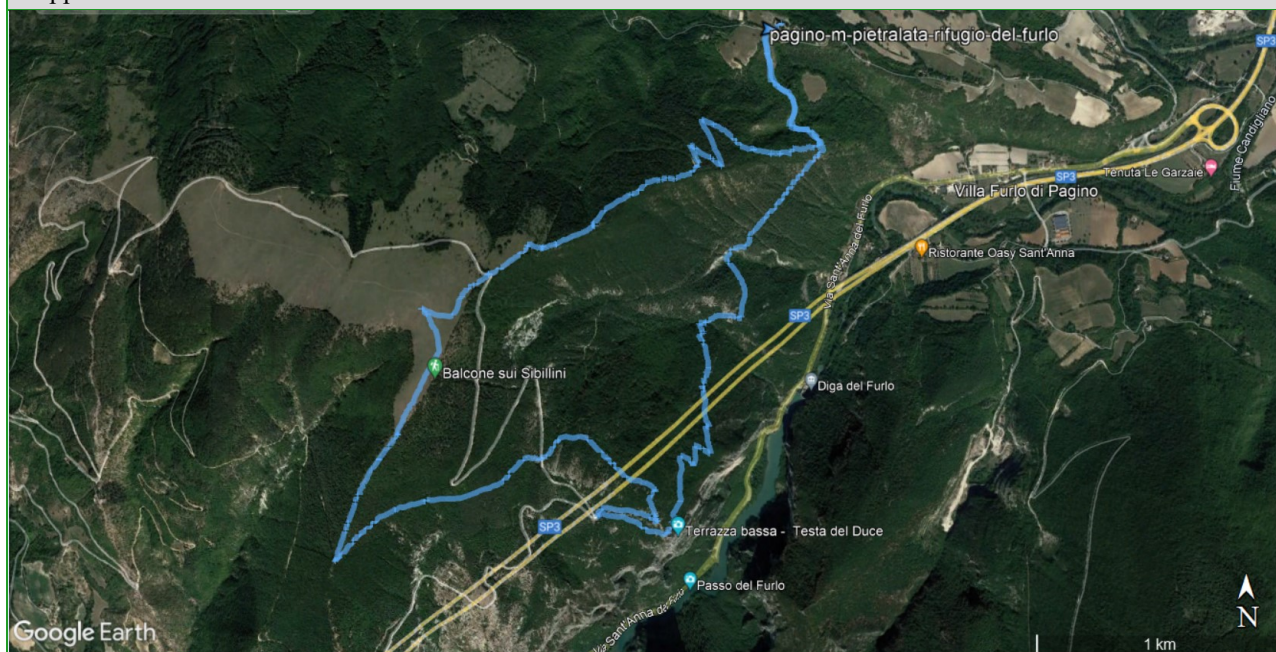 pagino-m-pietralata-rifugio-del-furlo
SP3
Fiume Candigliano
Tenuta Le Garzaie
SP3
Villa Furlo di Pagino
Via Sant'Anna del Furlo
Ristorante Oasy Sant'Anna
SP3
Balcone sui Sibillini
Diga del Furlo
SP3
Terrazza bassa - Testa del Duce
Passo del Furlo
Via Sant'Anna del Furlo
N
Google Earth
1 km